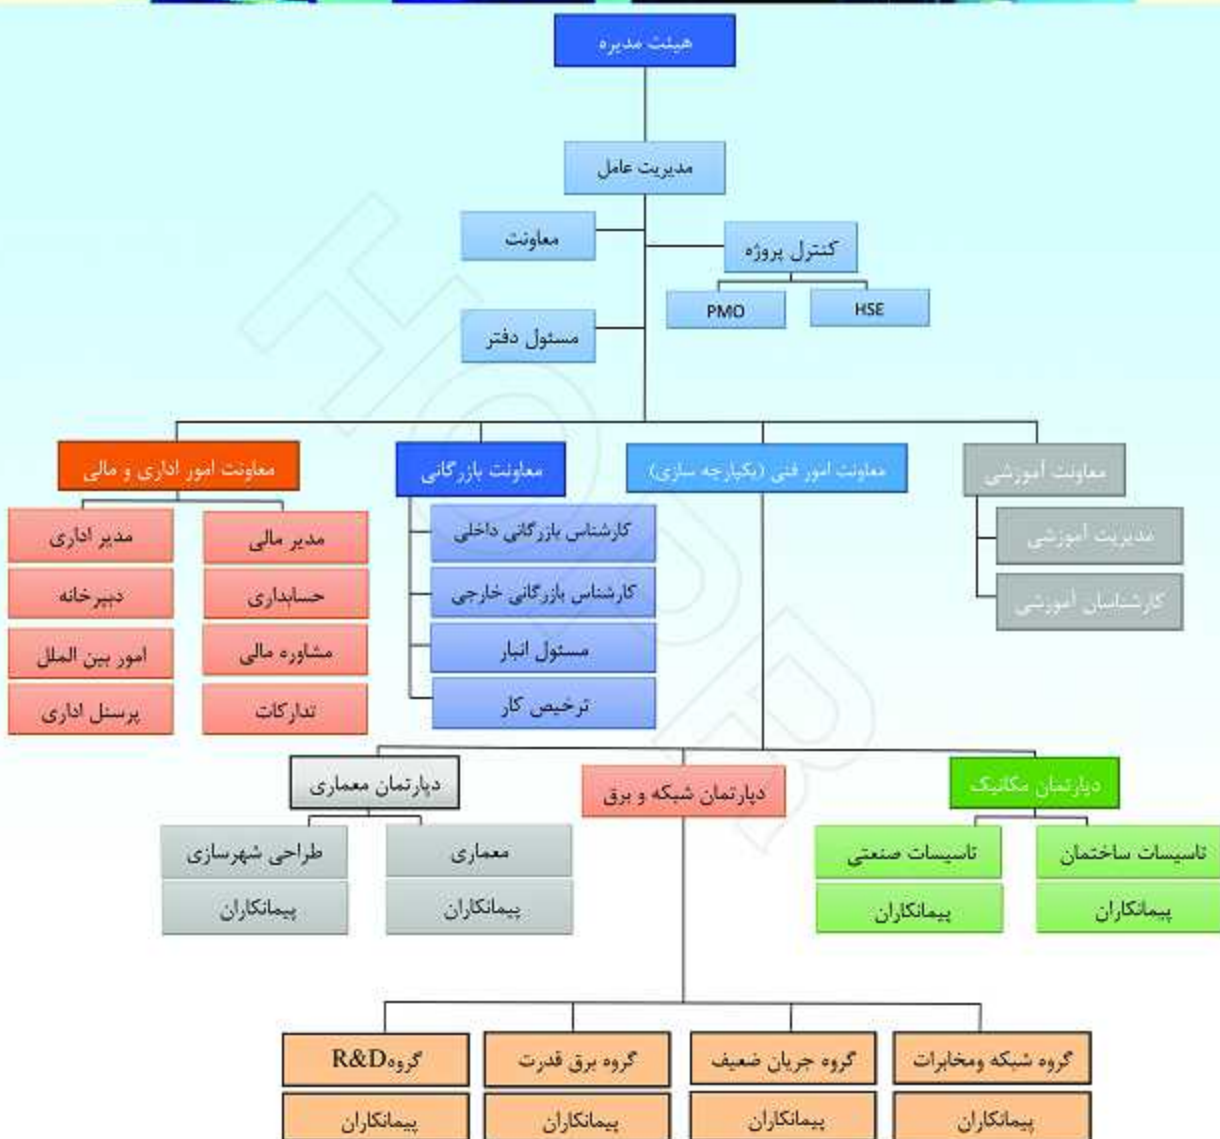 هیئت مدیره
مدیریت عامل
معاونت
کنترل پروژه
PMO
HSE
مسئول دفتر
معاونت آموزشی
معاونت امور فنی (یکپارچه سازی)
معاونت بازرگانی
معاونت امور اداری و مالی
مدیریت آموزشی
کارشناسان آموزشی
کارشناس بازرگانی داخلی
کارشناس بازرگانی خارجی
مسئول انبار
ترخیص کار
مدیر مالی
حسابداری
مشاوره مالی
تدارکات
مدیر اداری
دبیرخانه
امور بین الملل
پرسنل اداری
دپارتمان مکانیک
دپارتمان شبکه و برق
دپارتمان معماری
تاسیسات ساختمان
پیمانکاران
تاسیسات صنعتی
پیمانکاران
معماری
پیمانکاران
طراحی شهرسازی
پیمانکاران
گروه شبکه ومخابرات
پیمانکاران
گروه جریان ضعیف
پیمانکاران
گروه برق قدرت
پیمانکاران
گروهR&D
پیمانکاران